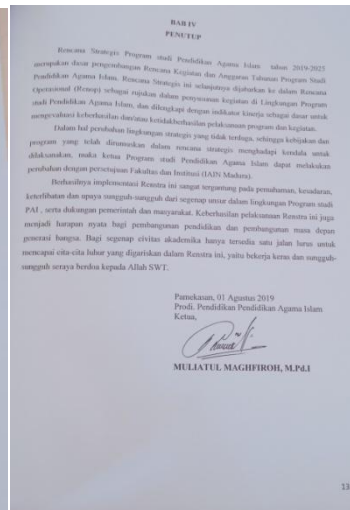 BAB IV
PENUTUP
Rencana Strategis Program studi Pendidikan Agama Islam tahun 2019-2023
merupakan dasar pengembangan Rencana Kegiatan dan Anggaran Tahunan Program Studi
Pendidikan Agama Islam. Rencana Strategis ini selanjutnya dijabarkan ke dalam Rencana
Operasional (Renop) sebagai rujukan dalam penyusunan kegiatan di Lingkungan Program
studi Pendidikan Agama Islam, dan dilengkapi dengan indikator kinerja sebagai dasar untuk
mengevaluasi keberhasilan dan/atau ketidakberhasilan pelaksanaan program dan kegiatan.
Dalam hal perubahan lingkungan strategis yang tidak terduga, sehingga kebijakan dan
program yang telah dirumuskan dalam rencana strategis menghadapi kendala untuk
dilaksanakan, maka ketua Program studi Pendidikan Agama Islam dapat melakukan
perubahan dengan persetujuan Fakultas dan Institusi (IAIN Madura).
Berhasilnya implementasi Renstra ini sangat tergantung pada pemahaman, kesadaran,
keterlibatan dan upaya sungguh-sungguh dari segenap unsur dalam lingkungan Program studi
PAI , serta dukungan pemerintah dan masyarakat. Keberhasilan pelaksanaan Renstra ini juga
menjadi harapan nyata bagi pembangunan pendidikan dan pembangunan masa depan
generasi bangsa. Bagi segenap civitas akademika hanya tersedia satu jalan lurus untuk
mencapai cita-cita luhur yang digariskan dalam Renstra ini, yaitu bekerja keras dan sungguh-
sungguh seraya berdoa kepada Allah SWT.
Pamekasan, 01 Agustus 2019
Prodi. Pendidikan Pendidikan Agama Islam
Ketua,
MULIATUL MAGHFIROH, M.Pd.I
13